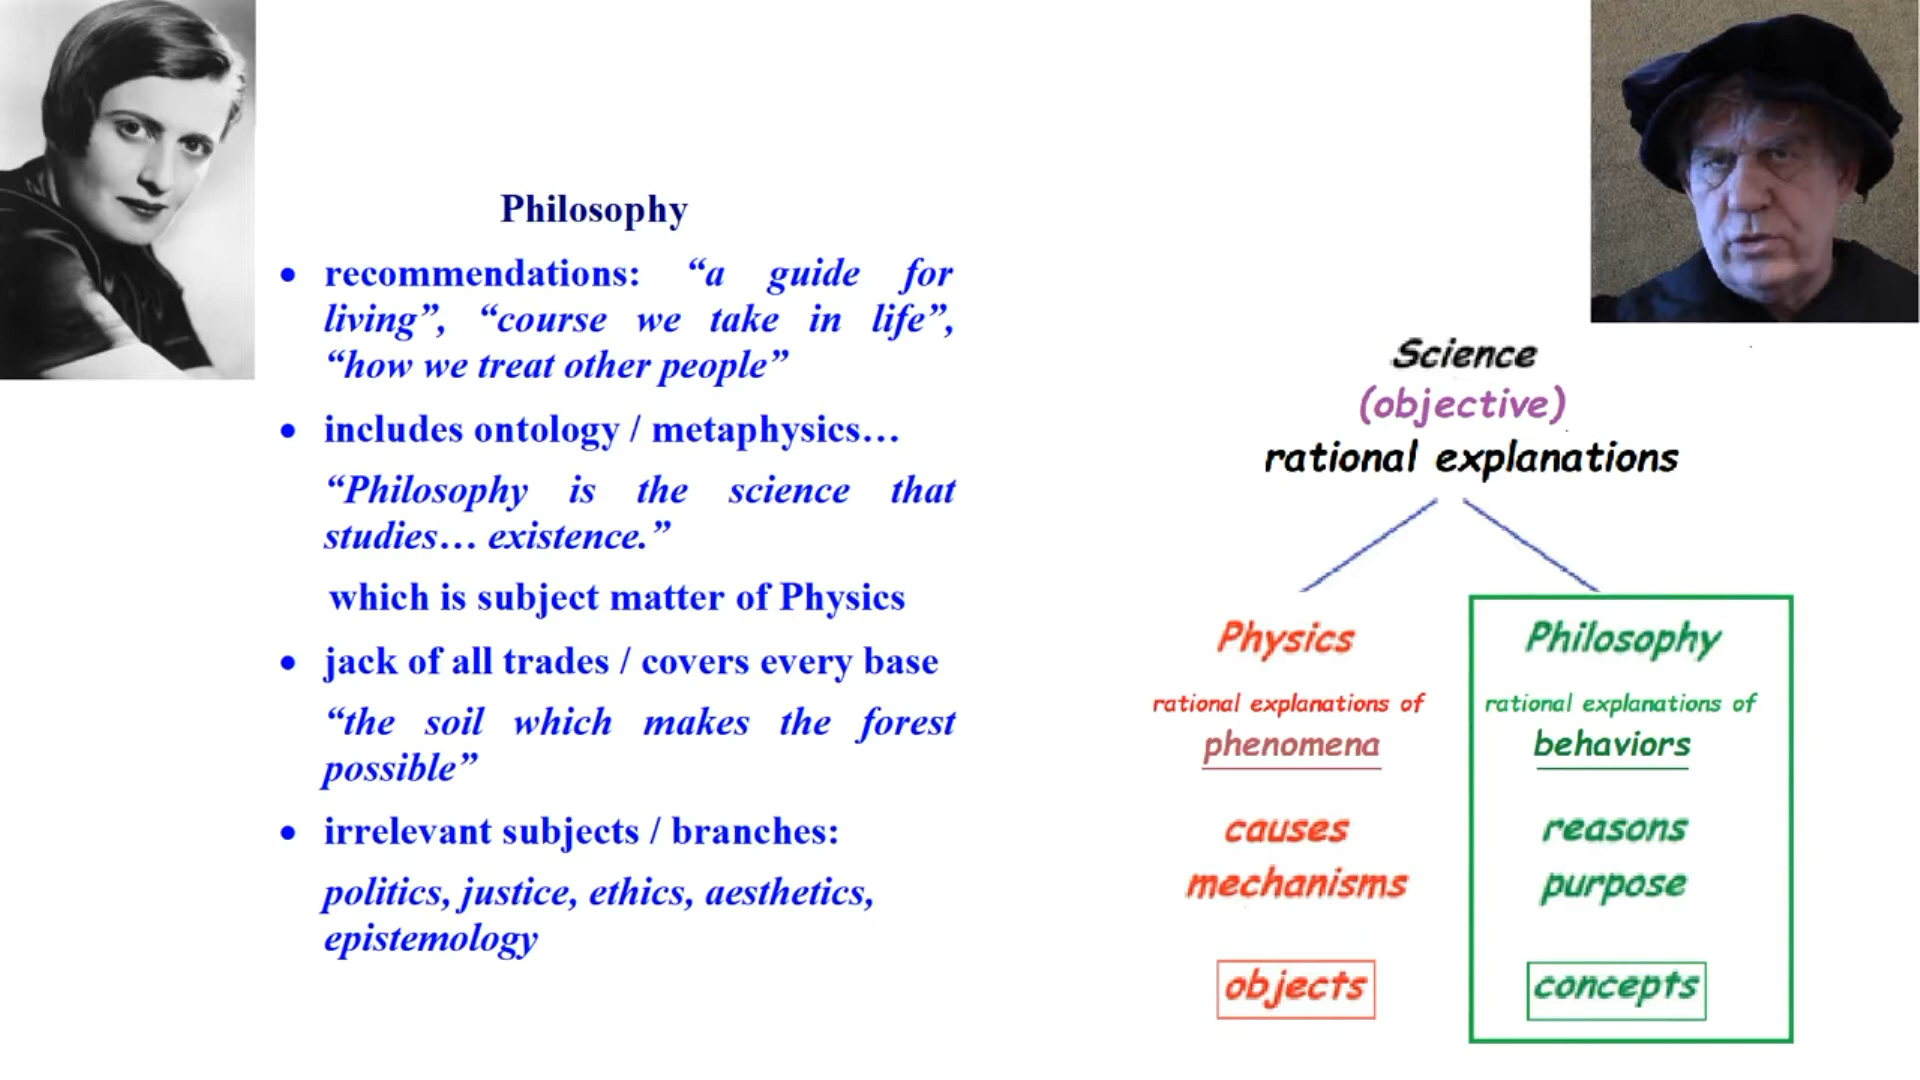 Philosophy
• recommendations: “a guide for
living”, “course we take in life”,
“how we treat other people”
• includes ontology / metaphysics…
“Philosophy is the science that
studies… existence.”
which is subject matter of Physics
• jack of all trades / covers every base
“the soil which makes the forest
possible”
• irrelevant subjects / branches:
politics, justice, ethics, aesthetics,
epistemology
Science
(objective)
rational explanations
Physics
rational explanations of
phenomena
causes
mechanisms
objects
Philosophy
rational explanations of
behaviors
reasons
purpose
concepts